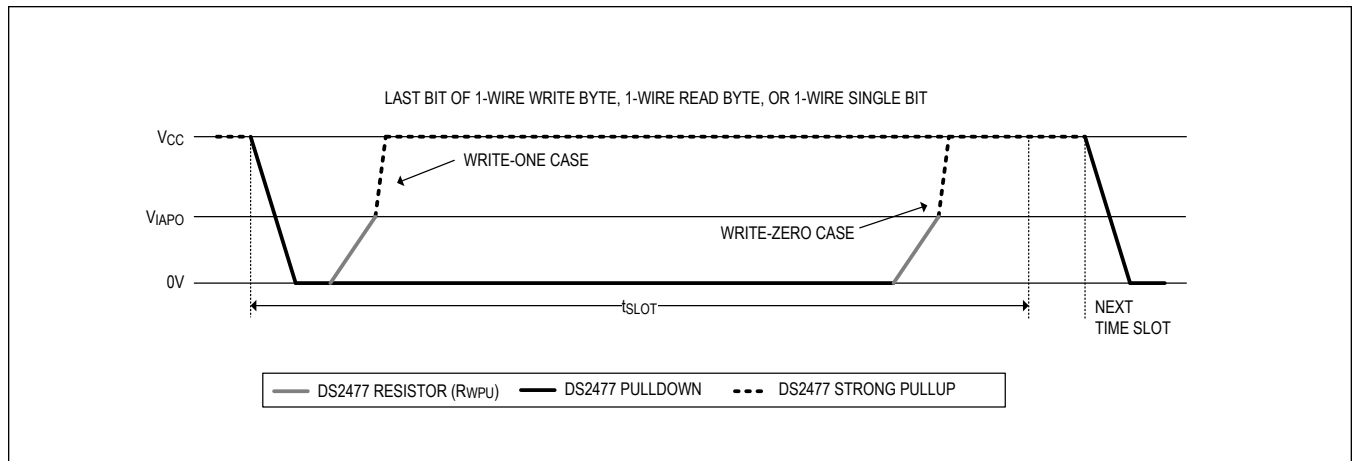 LAST BIT OF 1-WIRE WRITE BYTE, 1-WIRE READ BYTE, OR 1-WIRE SINGLE BIT
VCC
WRITE-ONE CASE
VIAPO
WRITE-ZERO CASE
0V
tSLOT
NEXT
TIME SLOT
DS2477 RESISTOR (RWPU) DS2477 PULLDOWN DS2477 STRONG PULLUP